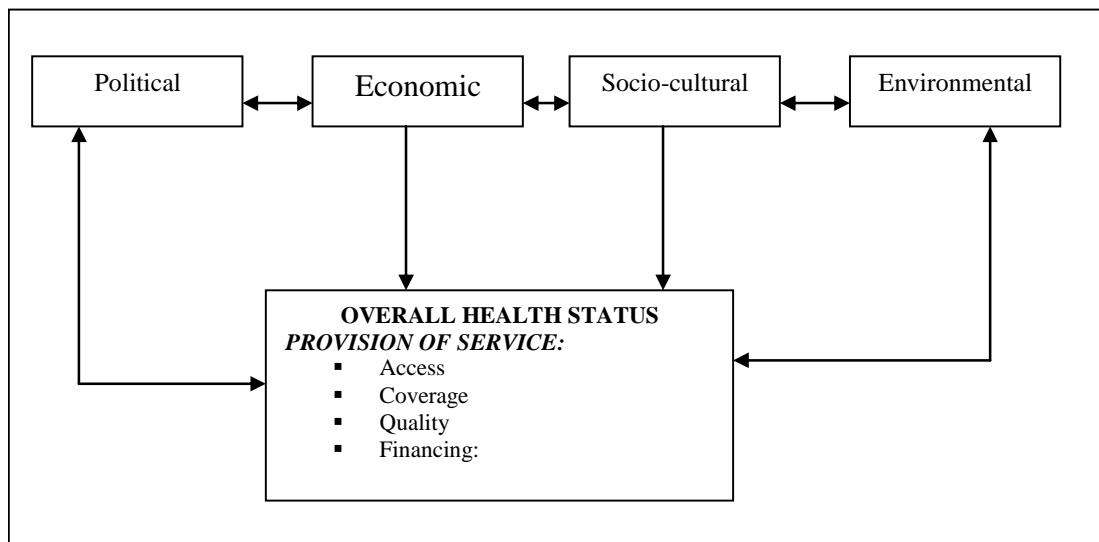 Political
Economic
Socio-cultural
Environmental
OVERALL HEALTH STATUS
PROVISION OF SERVICE:
▪ Access
▪ Coverage
▪ Quality
▪ Financing: